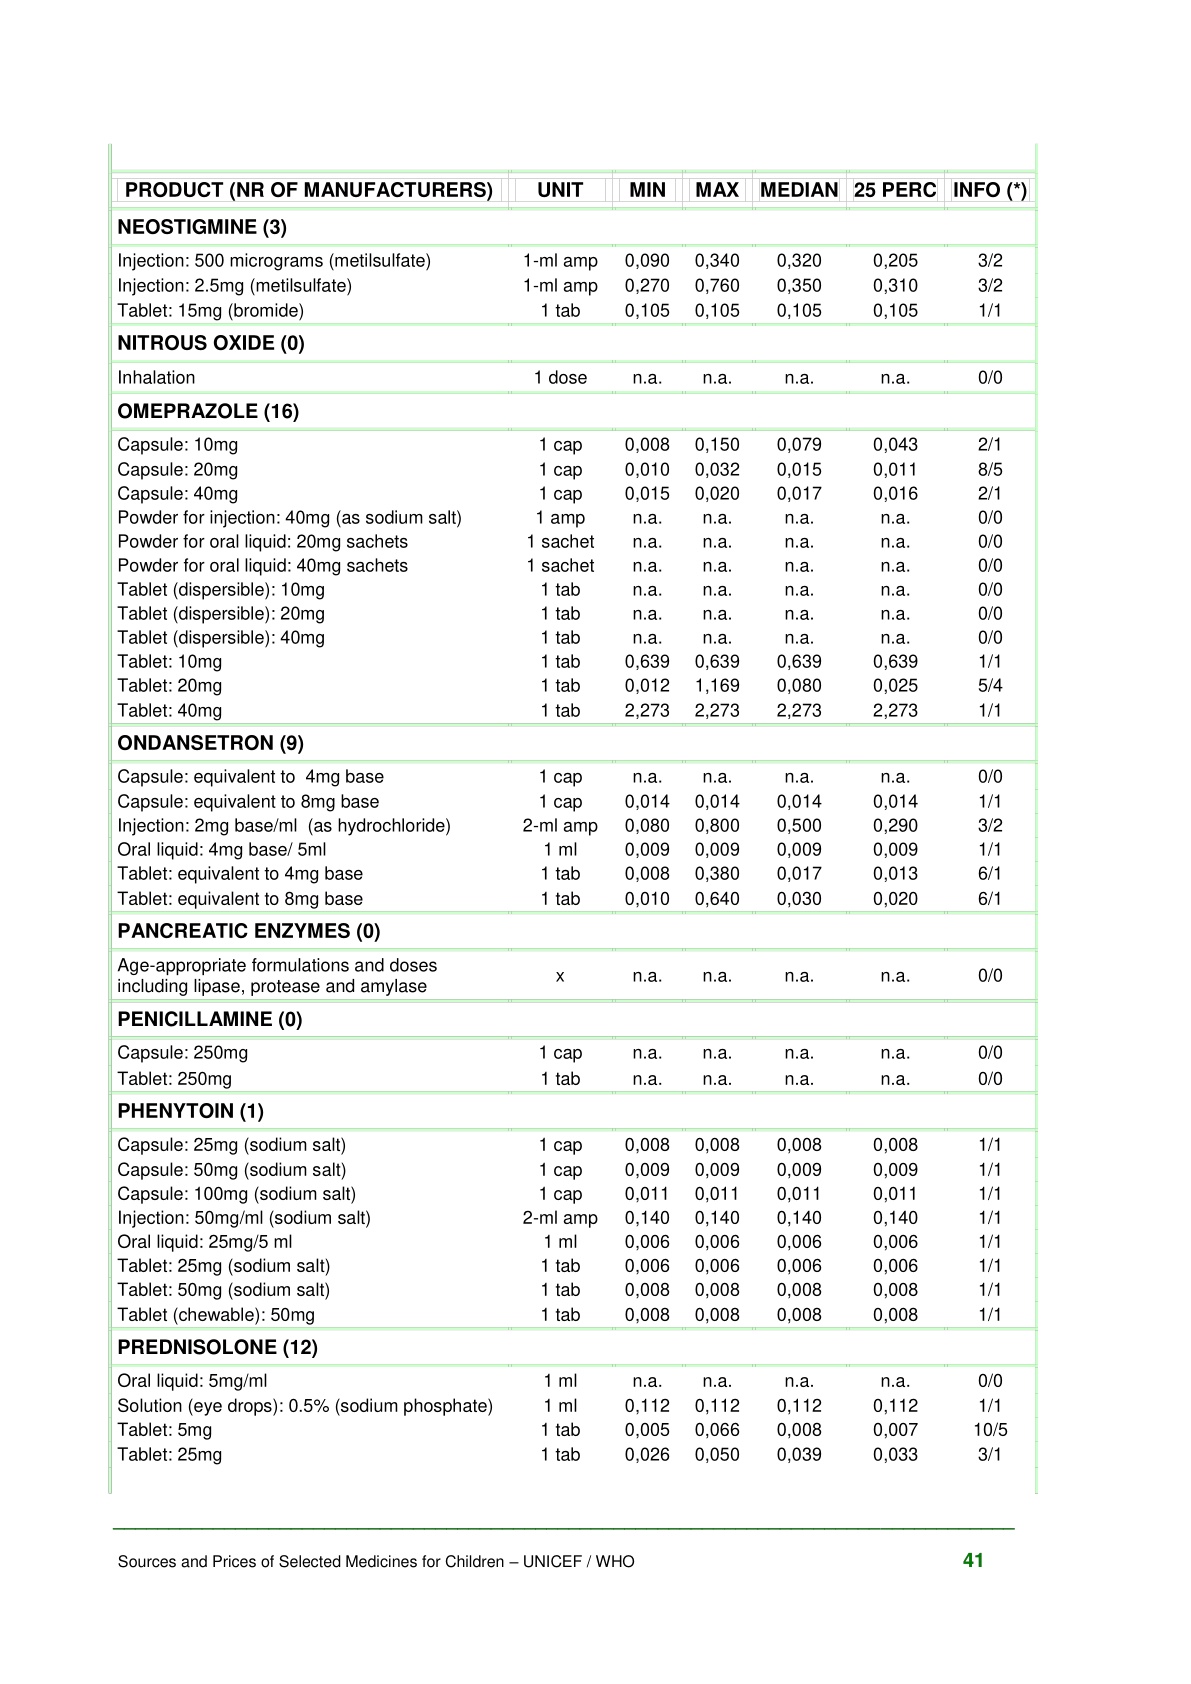 PRODUCT (NR OF MANUFACTURERS) UNIT MIN MAX MEDIAN 25 PERC INFO (*)
NEOSTIGMINE (3)
Injection: 500 micrograms (metilsulfate) 1-ml amp 0,090 0,340 0,320 0,205 3/2
Injection: 2.5mg (metilsulfate) 1-ml amp 0,270 0,760 0,350 0,310 3/2
Tablet: 15mg (bromide) 1 tab 0,105 0,105 0,105 0,105 1/1
NITROUS OXIDE (0)
Inhalation 1 dose n.a. n.a. n.a. n.a. 0/0
OMEPRAZOLE (16)
Capsule: 10mg 1 cap 0,008 0,150 0,079 0,043 2/1
Capsule: 20mg 1 cap 0,010 0,032 0,015 0,011 8/5
Capsule: 40mg 1 cap 0,015 0,020 0,017 0,016 2/1
Powder for injection: 40mg (as sodium salt) 1 amp n.a. n.a. n.a. n.a. 0/0
Powder for oral liquid: 20mg sachets 1 sachet n.a. n.a. n.a. n.a. 0/0
Powder for oral liquid: 40mg sachets 1 sachet n.a. n.a. n.a. n.a. 0/0
Tablet (dispersible): 10mg 1 tab n.a. n.a. n.a. n.a. 0/0
Tablet (dispersible): 20mg 1 tab n.a. n.a. n.a. n.a. 0/0
Tablet (dispersible): 40mg 1 tab n.a. n.a. n.a. n.a. 0/0
Tablet: 10mg 1 tab 0,639 0,639 0,639 0,639 1/1
Tablet: 20mg 1 tab 0,012 1,169 0,080 0,025 5/4
Tablet: 40mg 1 tab 2,273 2,273 2,273 2,273 1/1
ONDANSETRON (9)
Capsule: equivalent to  4mg base 1 cap n.a. n.a. n.a. n.a. 0/0
Capsule: equivalent to 8mg base 1 cap 0,014 0,014 0,014 0,014 1/1
Injection: 2mg base/ml  (as hydrochloride) 2-ml amp 0,080 0,800 0,500 0,290 3/2
Oral liquid: 4mg base/ 5ml 1 ml 0,009 0,009 0,009 0,009 1/1
Tablet: equivalent to 4mg base 1 tab 0,008 0,380 0,017 0,013 6/1
Tablet: equivalent to 8mg base 1 tab 0,010 0,640 0,030 0,020 6/1
PANCREATIC ENZYMES (0)
Age-appropriate formulations and doses
including lipase, protease and amylase x n.a. n.a. n.a. n.a. 0/0
PENICILLAMINE (0)
Capsule: 250mg 1 cap n.a. n.a. n.a. n.a. 0/0
Tablet: 250mg 1 tab n.a. n.a. n.a. n.a. 0/0
PHENYTOIN (1)
Capsule: 25mg (sodium salt) 1 cap 0,008 0,008 0,008 0,008 1/1
Capsule: 50mg (sodium salt) 1 cap 0,009 0,009 0,009 0,009 1/1
Capsule: 100mg (sodium salt) 1 cap 0,011 0,011 0,011 0,011 1/1
Injection: 50mg/ml (sodium salt) 2-ml amp 0,140 0,140 0,140 0,140 1/1
Oral liquid: 25mg/5 ml 1 ml 0,006 0,006 0,006 0,006 1/1
Tablet: 25mg (sodium salt) 1 tab 0,006 0,006 0,006 0,006 1/1
Tablet: 50mg (sodium salt) 1 tab 0,008 0,008 0,008 0,008 1/1
Tablet (chewable): 50mg 1 tab 0,008 0,008 0,008 0,008 1/1
PREDNISOLONE (12)
Oral liquid: 5mg/ml 1 ml n.a. n.a. n.a. n.a. 0/0
Solution (eye drops): 0.5% (sodium phosphate) 1 ml 0,112 0,112 0,112 0,112 1/1
Tablet: 5mg 1 tab 0,005 0,066 0,008 0,007 10/5
Tablet: 25mg 1 tab 0,026 0,050 0,039 0,033 3/1
Sources and Prices of Selected Medicines for Children – UNICEF / WHO 41